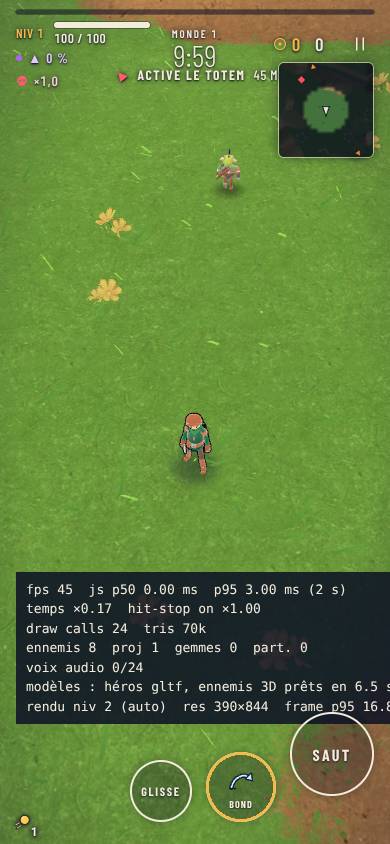 NIV 1
100 / 100
MONDE 1
9:59
0 0
▲ 0 %
×1,0
ACTIVE LE TOTEM 45 M
fps 45 js p50 0.00 ms p95 3.00 ms (2 s)
temps ×0.17 hit-stop on ×1.00
draw calls 24 tris 70k
ennemis 8 proj 1 gemmes 0 part. 0
voix audio 0/24
modèles : héros gltf, ennemis 3D prêts en 6.5 s
rendu niv 2 (auto) res 390×844 frame p95 16.8
SAUT
GLISSE
BOND
1